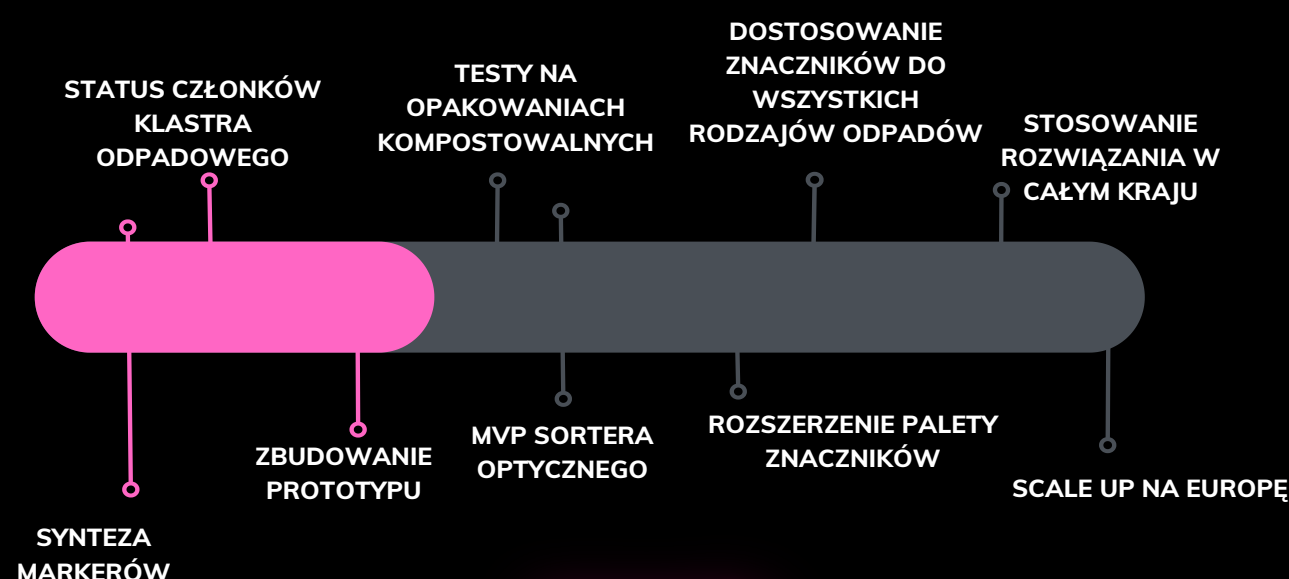 STATUS CZŁONKÓW
KLASTRA
ODPADOWEGO
TESTY NA
OPAKOWANIACH
KOMPOSTOWALNYCH
DOSTOSOWANIE
ZNACZNIKÓW DO
WSZYSTKICH
RODZAJÓW ODPADÓW
STOSOWANIE
ROZWIĄZANIA W
CAŁYM KRAJU
SYNTEZA
MARKERÓW
ZBUDOWANIE
PROTOTYPU
MVP SORTERA
OPTYCZNEGO
ROZSZERZENIE PALETY
ZNACZNIKÓW
SCALE UP NA EUROPĘ